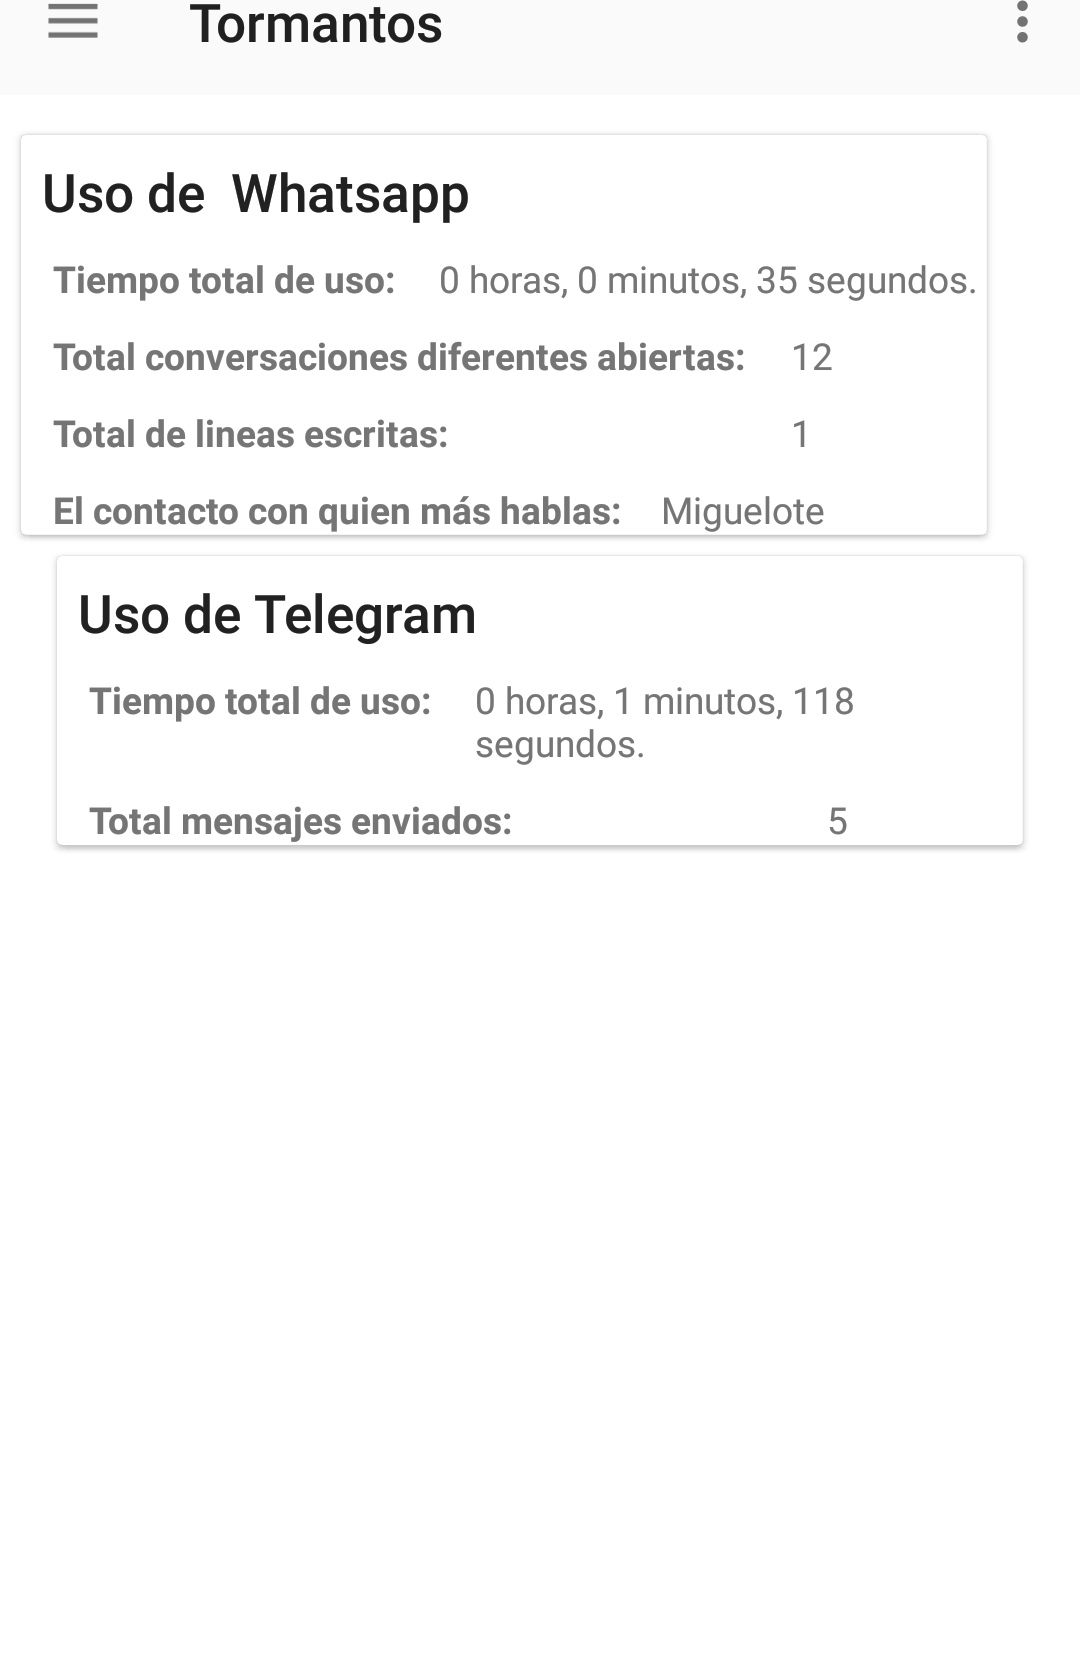 Tormantos
Uso de  Whatsapp
Tiempo total de uso: 0 horas, 0 minutos, 35 segundos.
Total conversaciones diferentes abiertas: 12
Total de lineas escritas: 1
El contacto con quien más hablas: Miguelote
Uso de Telegram
Tiempo total de uso: 0 horas, 1 minutos, 118
segundos.
Total mensajes enviados: 5